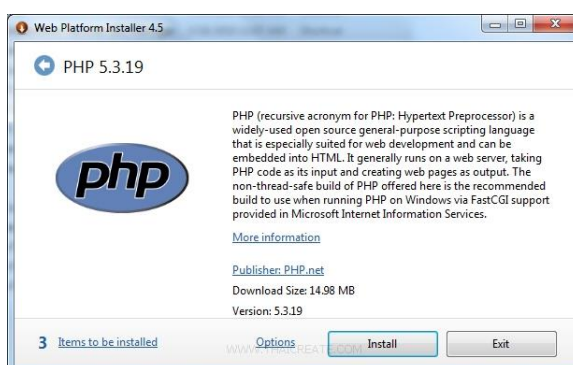 Web Platform Installer 4.5
PHP 5.3.19
php
PHP (recursive acronym for PHP: Hypertext Preprocessor) is a
widely-used open source general-purpose scripting language
that is especially suited for web development and can be
embedded into HTML. It generally runs on a web server, taking
PHP code as its input and creating web pages as output. The
non-thread-safe build of PHP offered here is the recommended
build to use when running PHP on Windows via FastCGI support
provided in Microsoft Internet Information Services.
More information
Publisher: PHP.net
Download Size: 14.98 MB
Version: 5.3.19
3 Items to be installed Options Install Exit
WWW.THAICREATE.COM